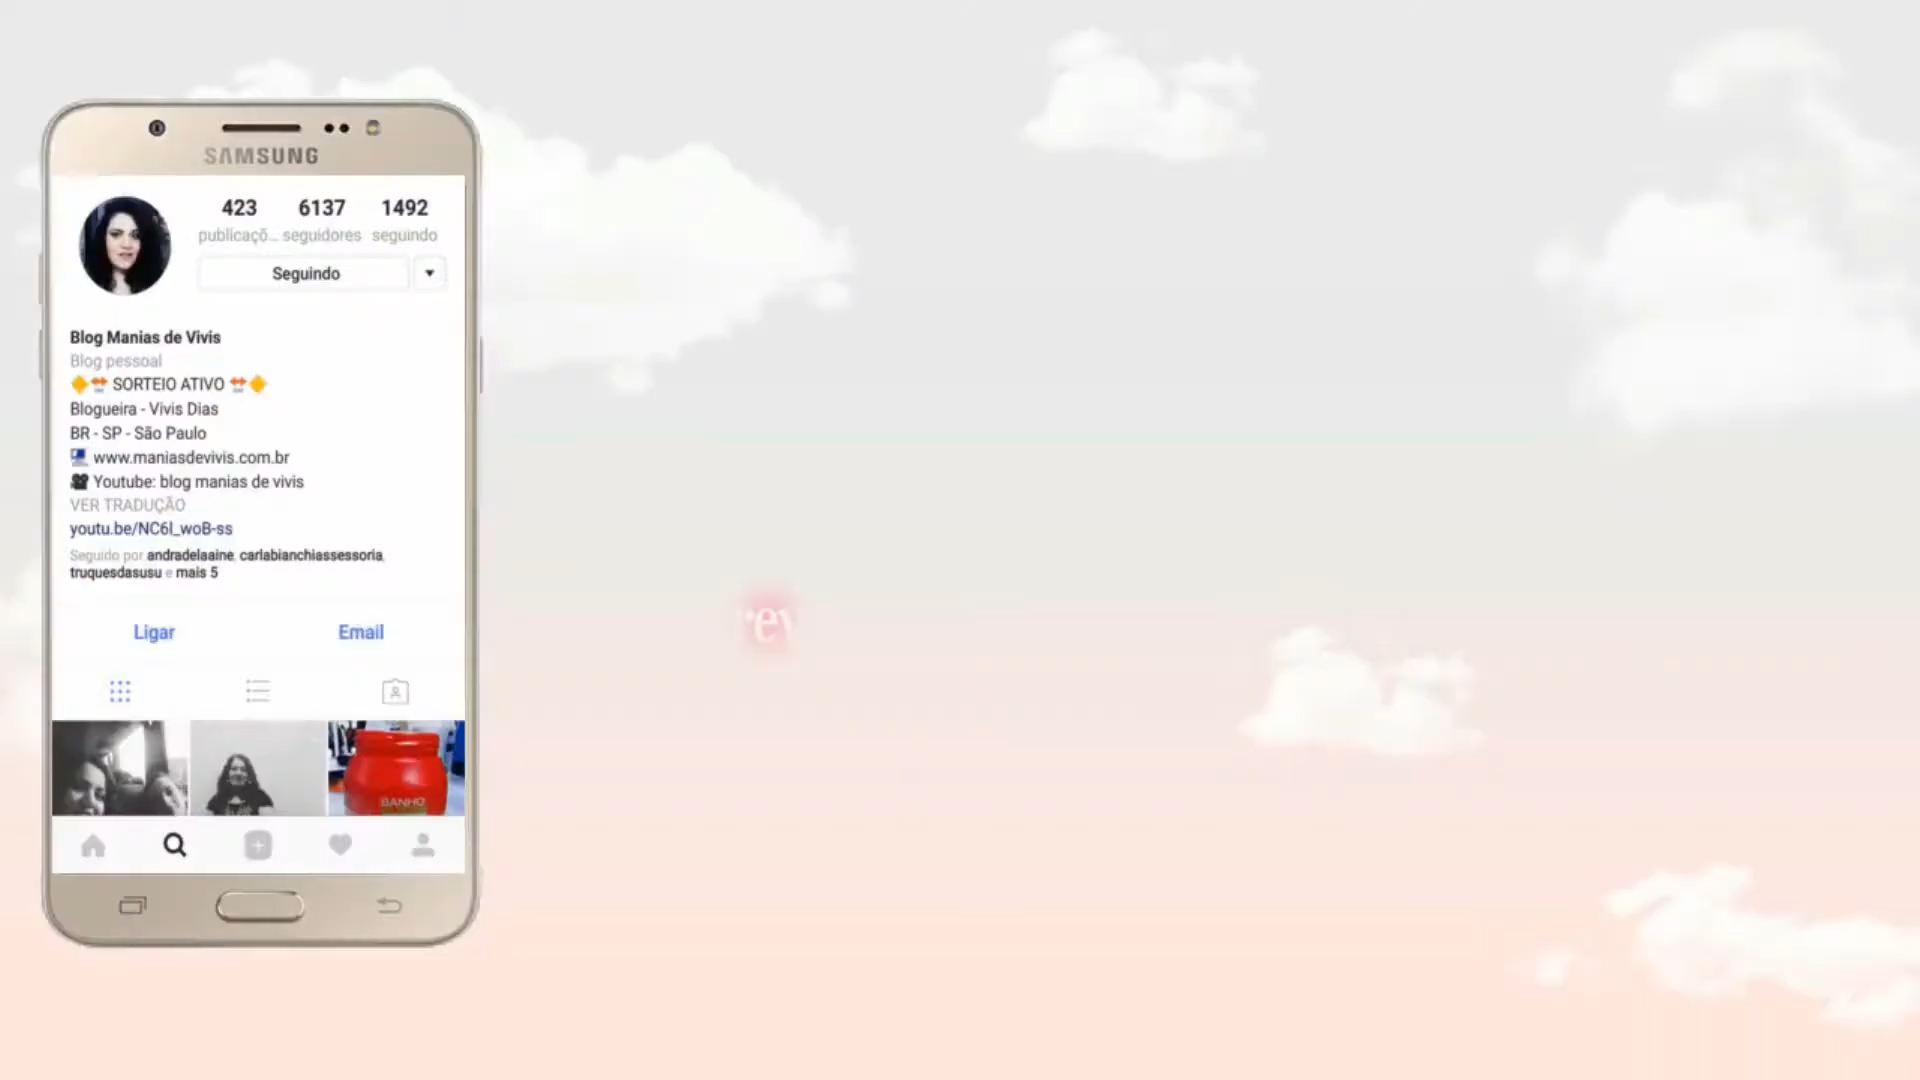 SAMSUNG
423 6137 1492
publicaçõ... seguidores seguindo
Seguindo
Blog Manias de Vivis
Blog pessoal
SORTEIO ATIVO
Blogueira - Vivis Dias
BR - SP - São Paulo
www.maniasdevivis.com.br
Youtube: blog manias de vivis
VER TRADUÇÃO
youtu.be/NC6l_woB-ss
Seguido por andradelaaine, carlabianchiassessoria,
truquesdasusu e mais 5
Ligar Email
BANHO